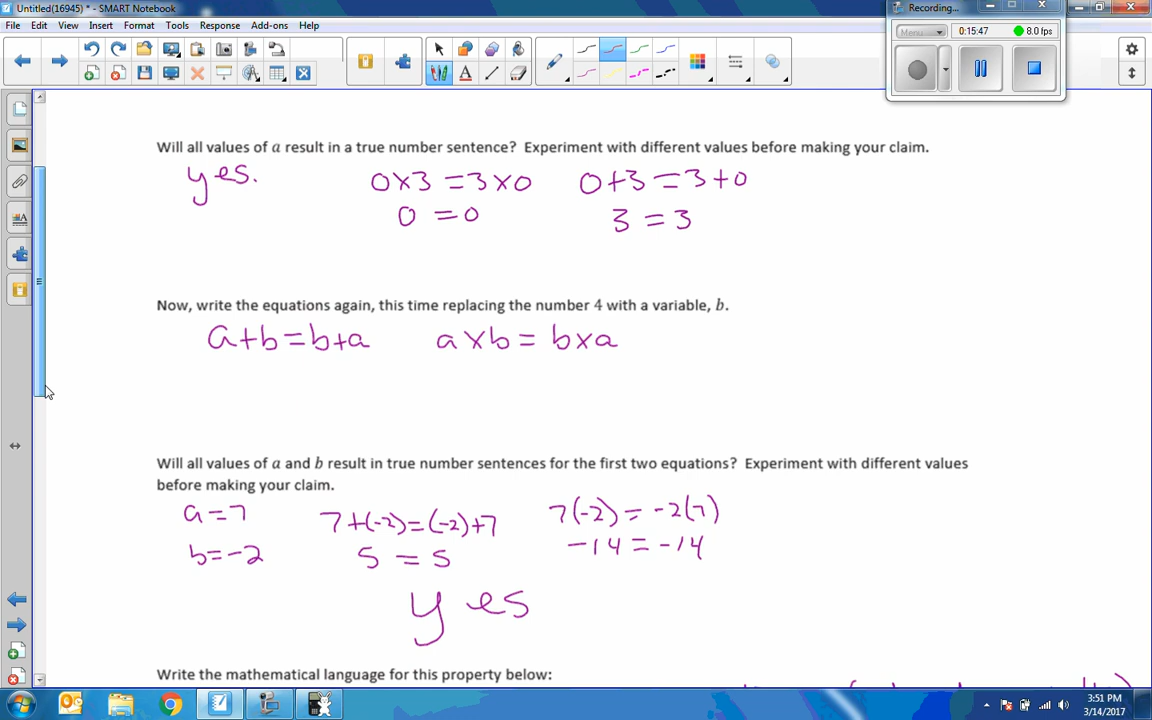 Untitled(16945) * - SMART Notebook
Recording...
File Edit View Insert Format Tools Response Add-ons Help
Menu 0:15:47 8.0 fps
Will all values of a result in a true number sentence? Experiment with different values before making your claim.
yes. 0×3 = 3×0 0+3 = 3+0
0 = 0 3 = 3
Now, write the equations again, this time replacing the number 4 with a variable, b.
a+b = b+a a×b = b×a
Will all values of a and b result in true number sentences for the first two equations? Experiment with different values
before making your claim.
a = 7 7+(-2) = (-2)+7 7(-2) = -2(7)
b = -2 5 = 5 -14 = -14
yes
Write the mathematical language for this property below:
3:51 PM
3/14/2017